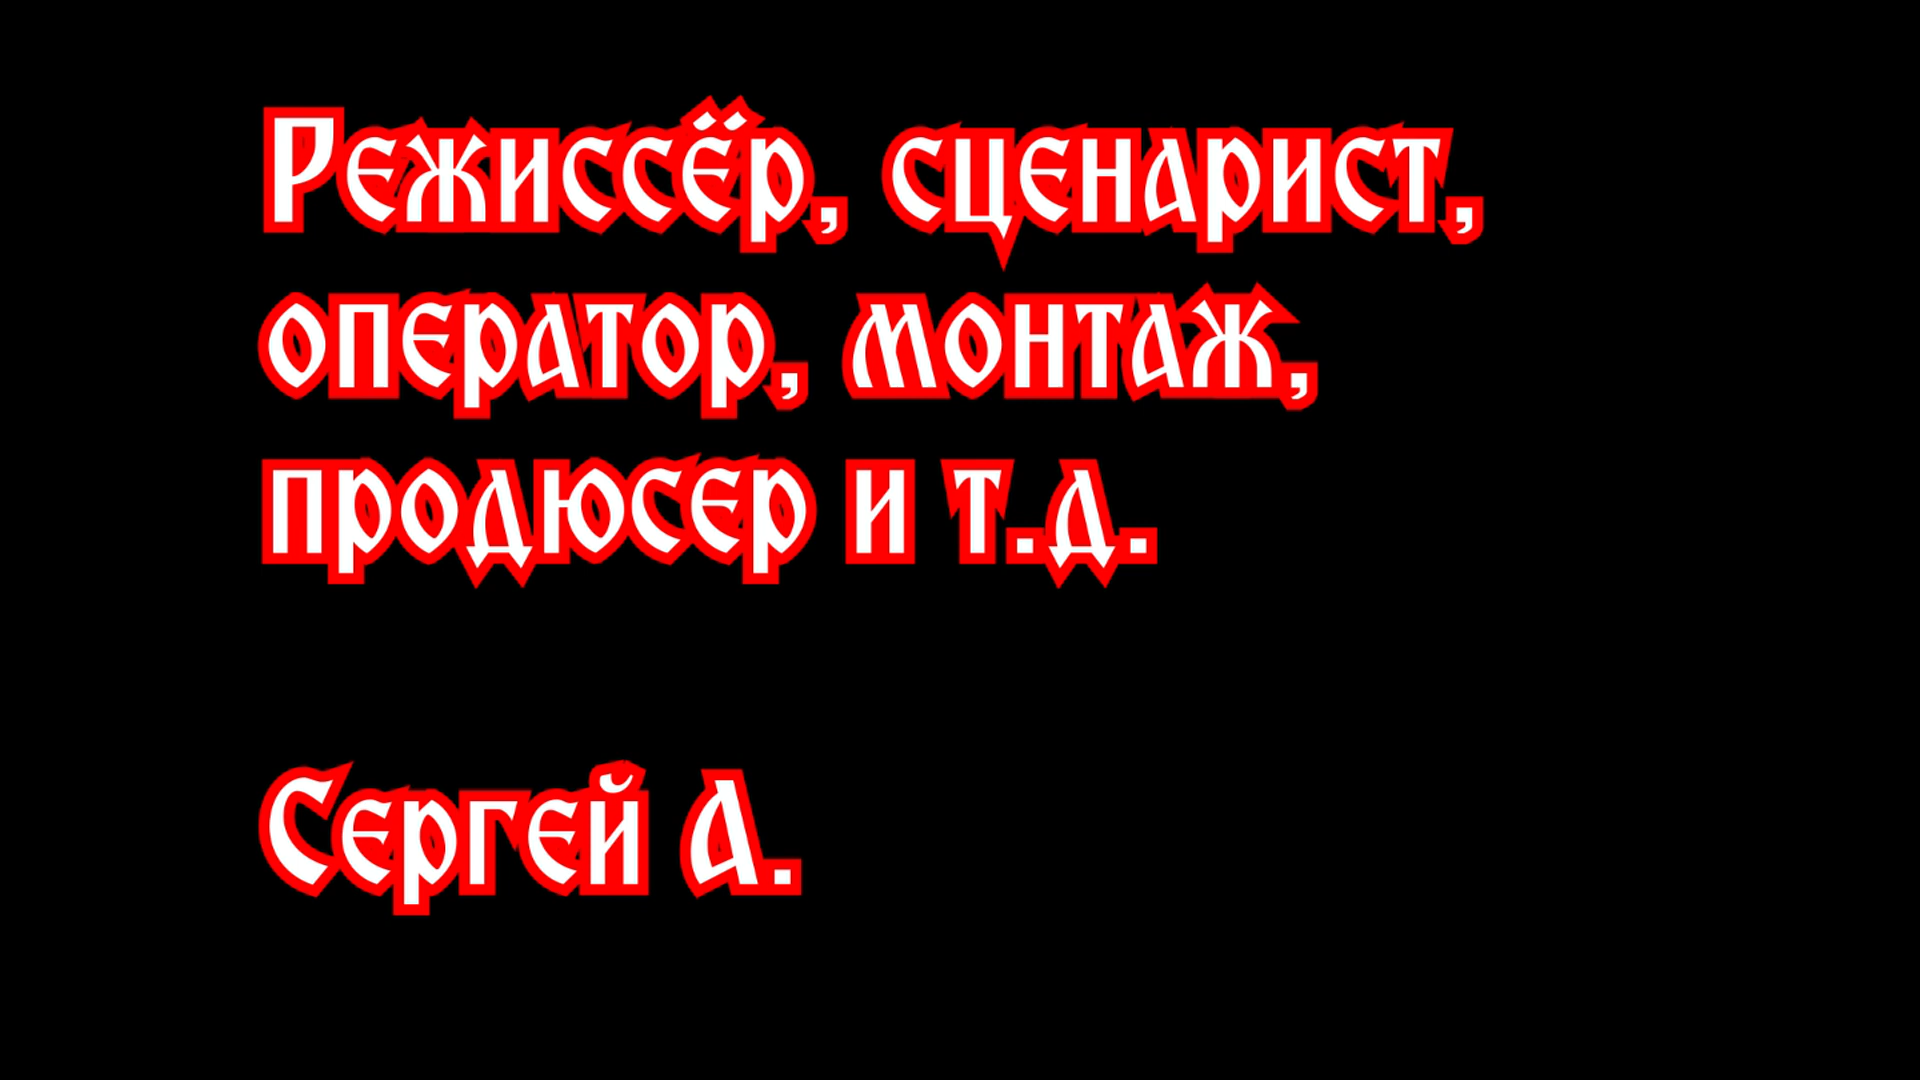 Режиссёр, сценарист,
оператор, монтаж,
продюсер и т.д.
Сергей А.